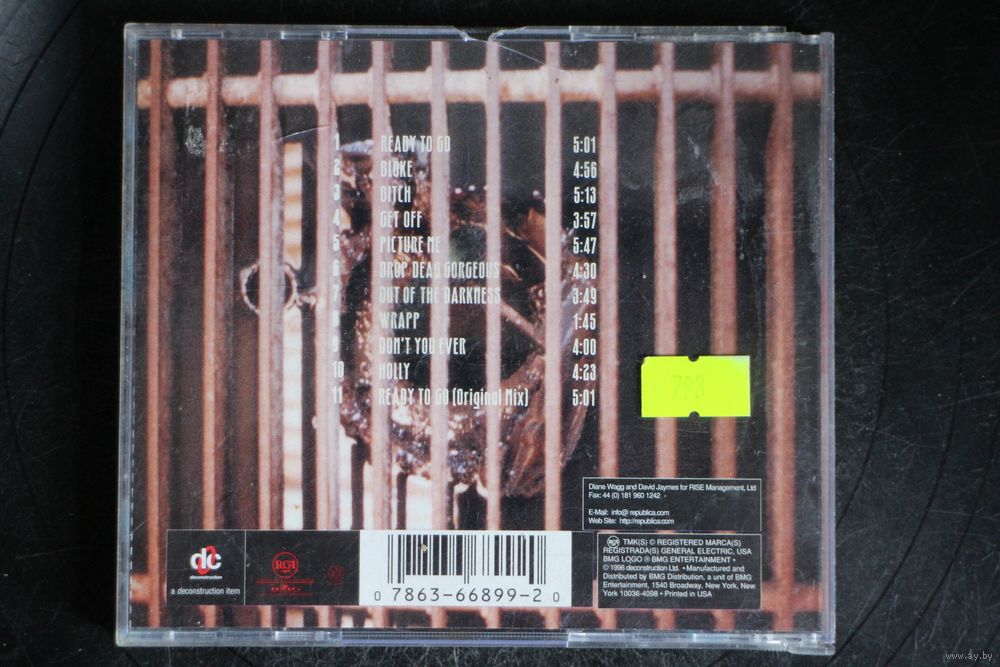 1 READY TO GO 5:01
2 BLOKE 4:56
3 BITCH 5:13
4 GET OFF 3:57
5 PICTURE ME 5:47
6 DROP DEAD GORGEOUS 4:30
7 OUT OF THE DARKNESS 3:49
8 WRAPP 1:45
9 DON'T YOU EVER 4:00
10 HOLLY 4:23
11 READY TO GO (Original Mix) 5:01
793
Diane Wagg and David Jaymes for RISE Management, Ltd
Fax: 44 (0) 181 960 1242
E-Mail: info@republica.com
Web Site: http://republica.com
dc
deconstruction
a deconstruction item
RCA
BMG
0 7863-66899-2 0
RCA TMK(S) ® REGISTERED MARCA(S)
REGISTRADA(S) GENERAL ELECTRIC, USA
BMG LOGO ® BMG ENTERTAINMENT •
© 1996 deconstruction Ltd. • Manufactured and
Distributed by BMG Distribution, a unit of BMG
Entertainment, 1540 Broadway, New York, New
York 10036-4098 • Printed in USA
www.ay.by